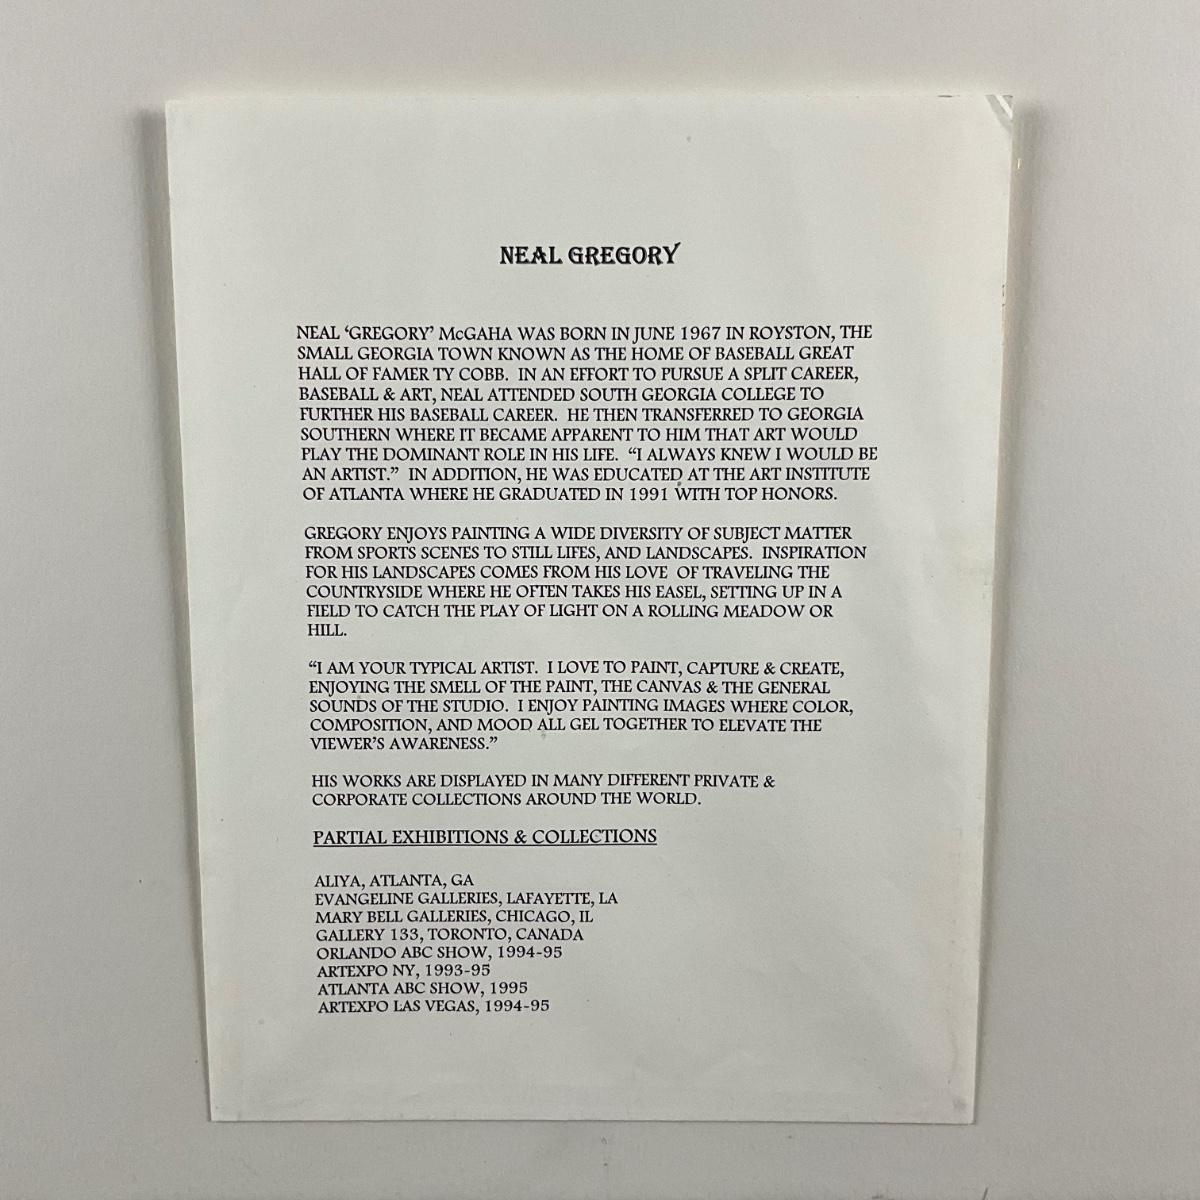 NEAL GREGORY
NEAL ‘GREGORY’ McGAHA WAS BORN IN JUNE 1967 IN ROYSTON, THE
SMALL GEORGIA TOWN KNOWN AS THE HOME OF BASEBALL GREAT
HALL OF FAMER TY COBB.  IN AN EFFORT TO PURSUE A SPLIT CAREER,
BASEBALL & ART, NEAL ATTENDED SOUTH GEORGIA COLLEGE TO
FURTHER HIS BASEBALL CAREER.  HE THEN TRANSFERRED TO GEORGIA
SOUTHERN WHERE IT BECAME APPARENT TO HIM THAT ART WOULD
PLAY THE DOMINANT ROLE IN HIS LIFE.  “I ALWAYS KNEW I WOULD BE
AN ARTIST.”  IN ADDITION, HE WAS EDUCATED AT THE ART INSTITUTE
OF ATLANTA WHERE HE GRADUATED IN 1991 WITH TOP HONORS.
GREGORY ENJOYS PAINTING A WIDE DIVERSITY OF SUBJECT MATTER
FROM SPORTS SCENES TO STILL LIFES, AND LANDSCAPES.  INSPIRATION
FOR HIS LANDSCAPES COMES FROM HIS LOVE  OF TRAVELING THE
COUNTRYSIDE WHERE HE OFTEN TAKES HIS EASEL, SETTING UP IN A
FIELD TO CATCH THE PLAY OF LIGHT ON A ROLLING MEADOW OR
HILL.
“I AM YOUR TYPICAL ARTIST.  I LOVE TO PAINT, CAPTURE & CREATE,
ENJOYING THE SMELL OF THE PAINT, THE CANVAS & THE GENERAL
SOUNDS OF THE STUDIO.  I ENJOY PAINTING IMAGES WHERE COLOR,
COMPOSITION, AND MOOD ALL GEL TOGETHER TO ELEVATE THE
VIEWER’S AWARENESS.”
HIS WORKS ARE DISPLAYED IN MANY DIFFERENT PRIVATE &
CORPORATE COLLECTIONS AROUND THE WORLD.
PARTIAL EXHIBITIONS & COLLECTIONS
ALIYA, ATLANTA, GA
EVANGELINE GALLERIES, LAFAYETTE, LA
MARY BELL GALLERIES, CHICAGO, IL
GALLERY 133, TORONTO, CANADA
ORLANDO ABC SHOW, 1994-95
ARTEXPO NY, 1993-95
ATLANTA ABC SHOW, 1995
ARTEXPO LAS VEGAS, 1994-95